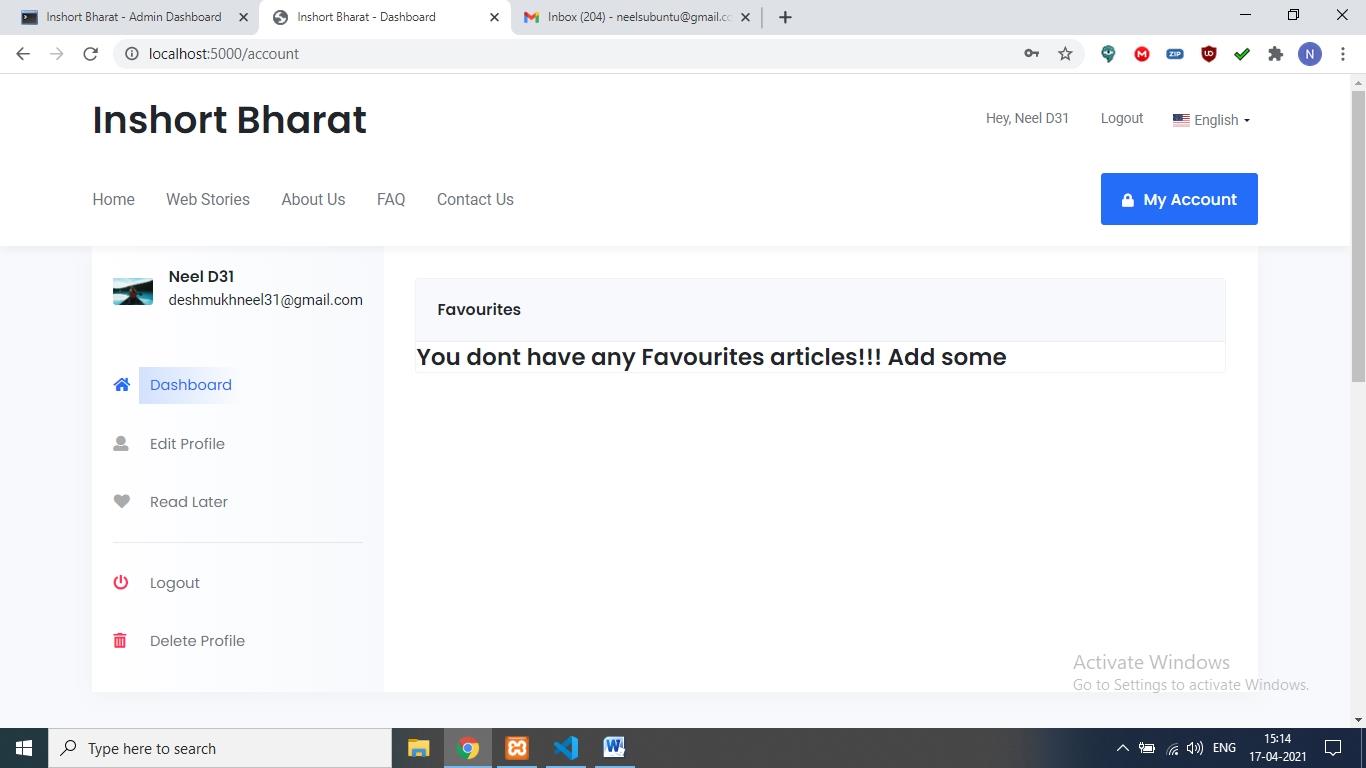 Inshort Bharat - Admin Dashboard
Inshort Bharat - Dashboard
Inbox (204) - neelsubuntu@gmail.cc
localhost:5000/account
ZIP
N
Inshort Bharat
Hey, Neel D31
Logout
English
Home
Web Stories
About Us
FAQ
Contact Us
My Account
Neel D31
deshmukhneel31@gmail.com
Favourites
You dont have any Favourites articles!!! Add some
Dashboard
Edit Profile
Read Later
Logout
Delete Profile
Activate Windows
Go to Settings to activate Windows.
Type here to search
ENG
15:14
17-04-2021